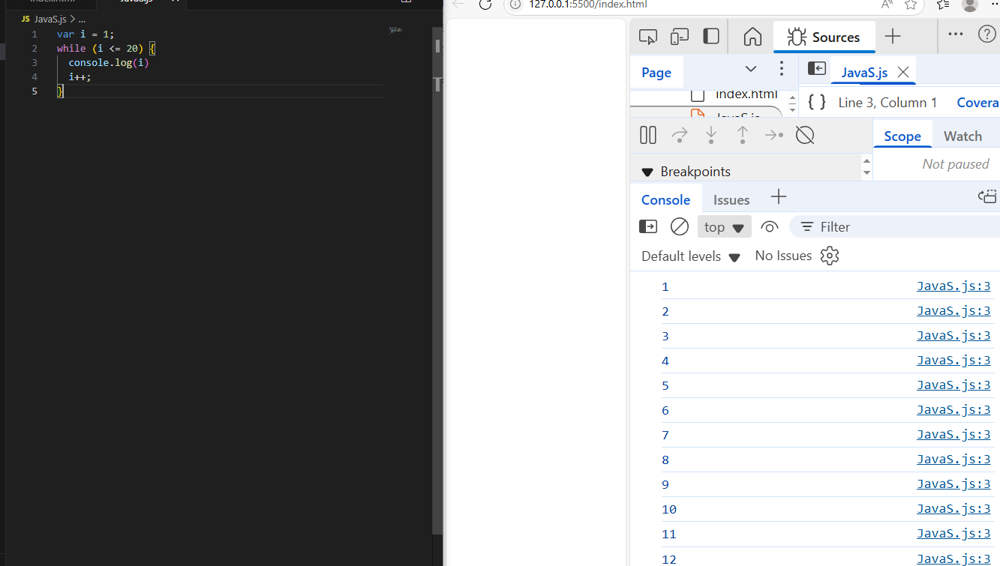 JavaS.js
127.0.0.1:5500/index.html
JS JavaS.js > ...
1 var i = 1;
2 while (i <= 20) {
3 console.log(i)
4 i++;
5 }
Sources
Page
JavaS.js
index.html
JavaS.js
{ } Line 3, Column 1 Covera
Scope Watch
Breakpoints
Not paused
Console Issues
top Filter
Default levels No Issues
1 JavaS.js:3
2 JavaS.js:3
3 JavaS.js:3
4 JavaS.js:3
5 JavaS.js:3
6 JavaS.js:3
7 JavaS.js:3
8 JavaS.js:3
9 JavaS.js:3
10 JavaS.js:3
11 JavaS.js:3
12 JavaS.js:3